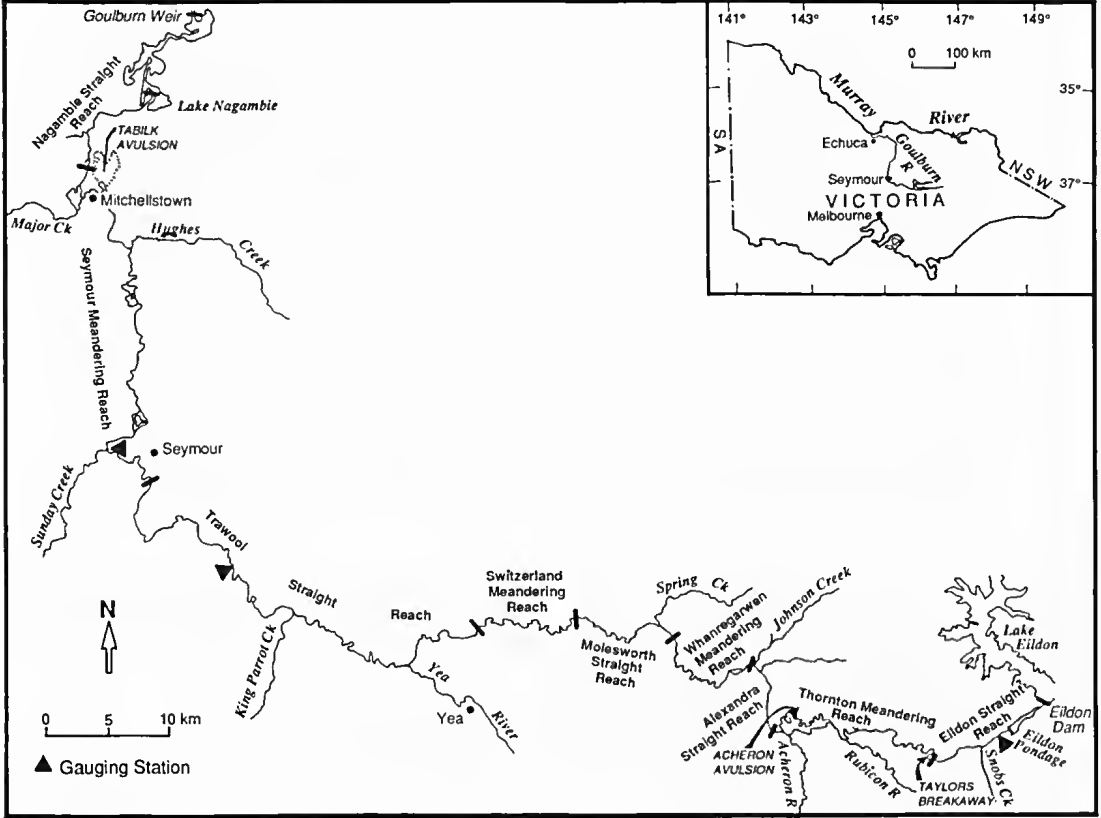 Goulburn Weir
Nagambie Straight
Reach
Lake Nagambie
TABILK
AVULSION
Mitchellstown
Major Ck
Hughes
Creek
Seymour Meandering Reach
Seymour
Sunday Creek
Trawool
Straight
Reach
King Parrot Ck
Yea
River
Yea
Switzerland
Meandering
Reach
Molesworth
Straight
Reach
Spring Ck
Whanregarwen
Meandering
Reach
Johnson Creek
Alexandra
Straight Reach
ACHERON
AVULSION
Acheron R
Thornton Meandering
Reach
Rubicon R
TAYLORS
BREAKAWAY
Eildon Straight
Reach
Snobs Ck
Lake
Eildon
Eildon
Dam
Eildon
Pondage
N
0 5 10 km
Gauging Station
141° 143° 145° 147° 149°
0 100 km
35°
37°
Murray
River
Echuca
Goulburn
R
Seymour
VICTORIA
Melbourne
SA
NSW